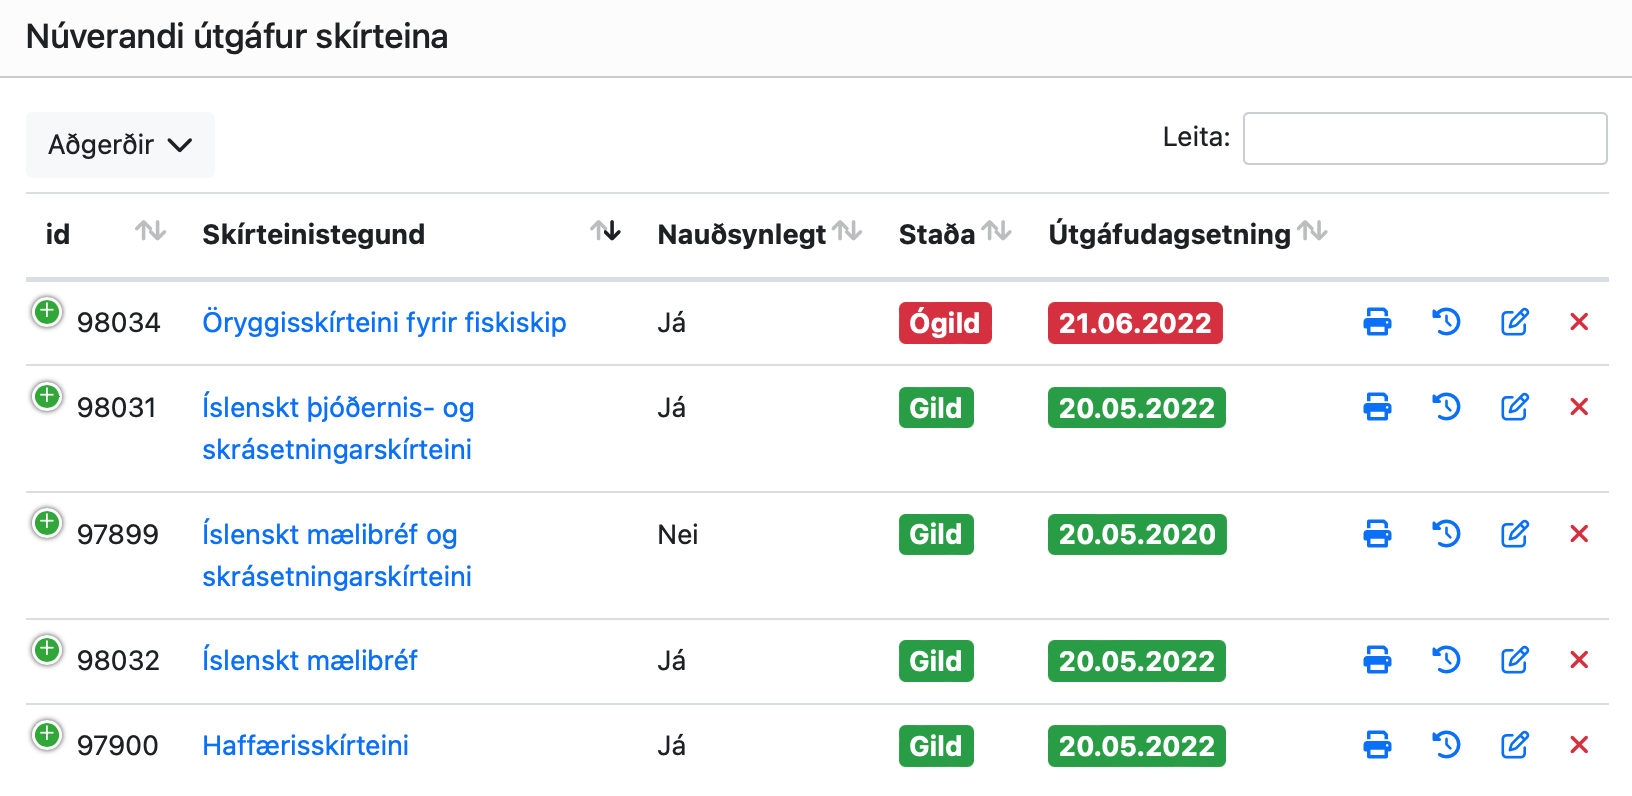 Núverandi útgáfur skírteina
Aðgerðir
Leita:
id Skírteinistegund Nauðsynlegt Staða Útgáfudagsetning
98034 Öryggisskírteini fyrir fiskiskip Já Ógild 21.06.2022
98031 Íslenskt þjóðernis- og Já Gild 20.05.2022
skrásetningarskírteini
97899 Íslenskt mælibréf og Nei Gild 20.05.2020
skrásetningarskírteini
98032 Íslenskt mælibréf Já Gild 20.05.2022
97900 Haffærisskírteini Já Gild 20.05.2022